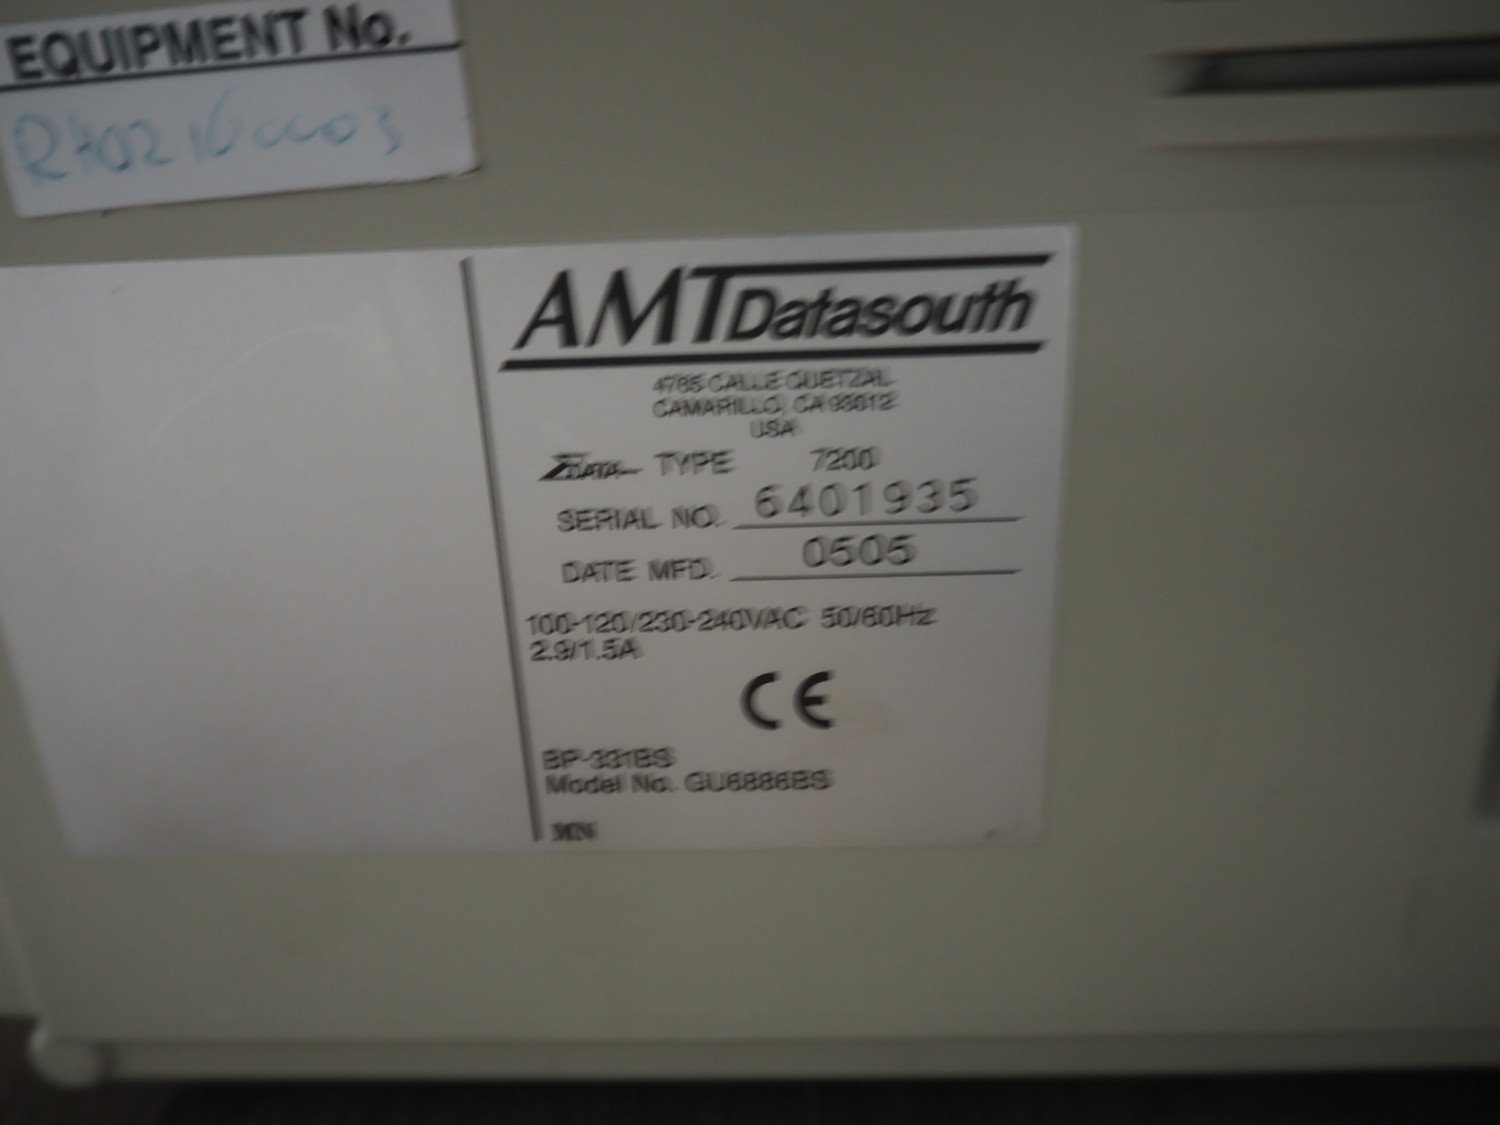 EQUIPMENT No.
AMT Datasouth
4765 CALLE QUETZAL
CAMARILLO, CA 93012
USA
DATA TYPE 7200
SERIAL NO. 6401935
DATE MFD. 0505
100-120/230-240VAC 50/60Hz
2.9/1.5A
CE
BP-331BS
Model No. GU6886BS